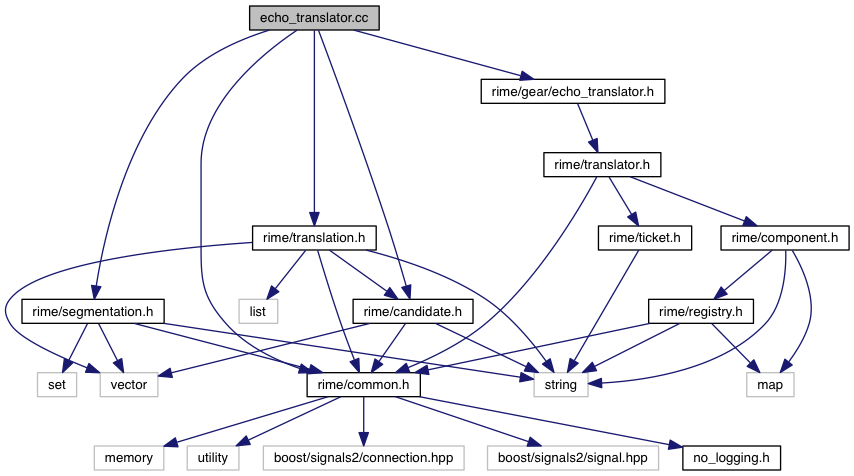 echo_translator.cc
rime/gear/echo_translator.h
rime/translator.h
rime/translation.h
rime/ticket.h
rime/component.h
rime/segmentation.h
list
rime/candidate.h
rime/registry.h
set
vector
rime/common.h
string
map
memory
utility
boost/signals2/connection.hpp
boost/signals2/signal.hpp
no_logging.h